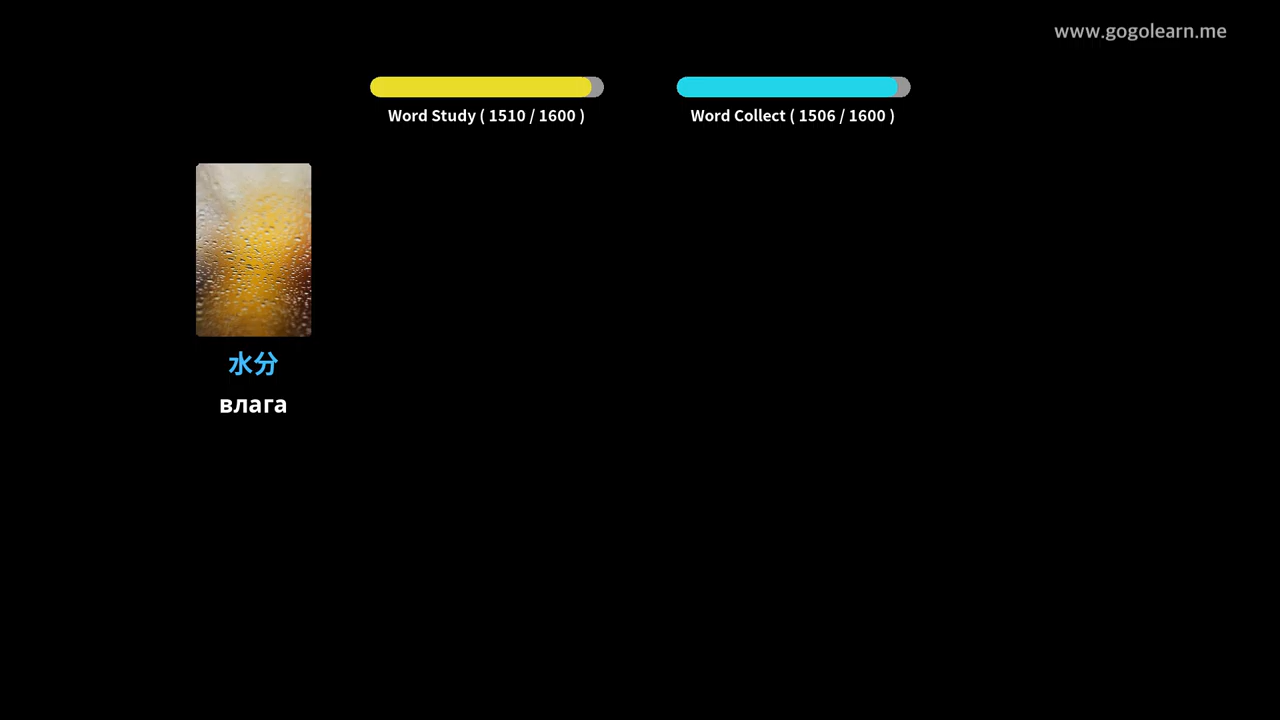 www.gogolearn.me
Word Study ( 1510 / 1600 )
Word Collect ( 1506 / 1600 )
水分
влага